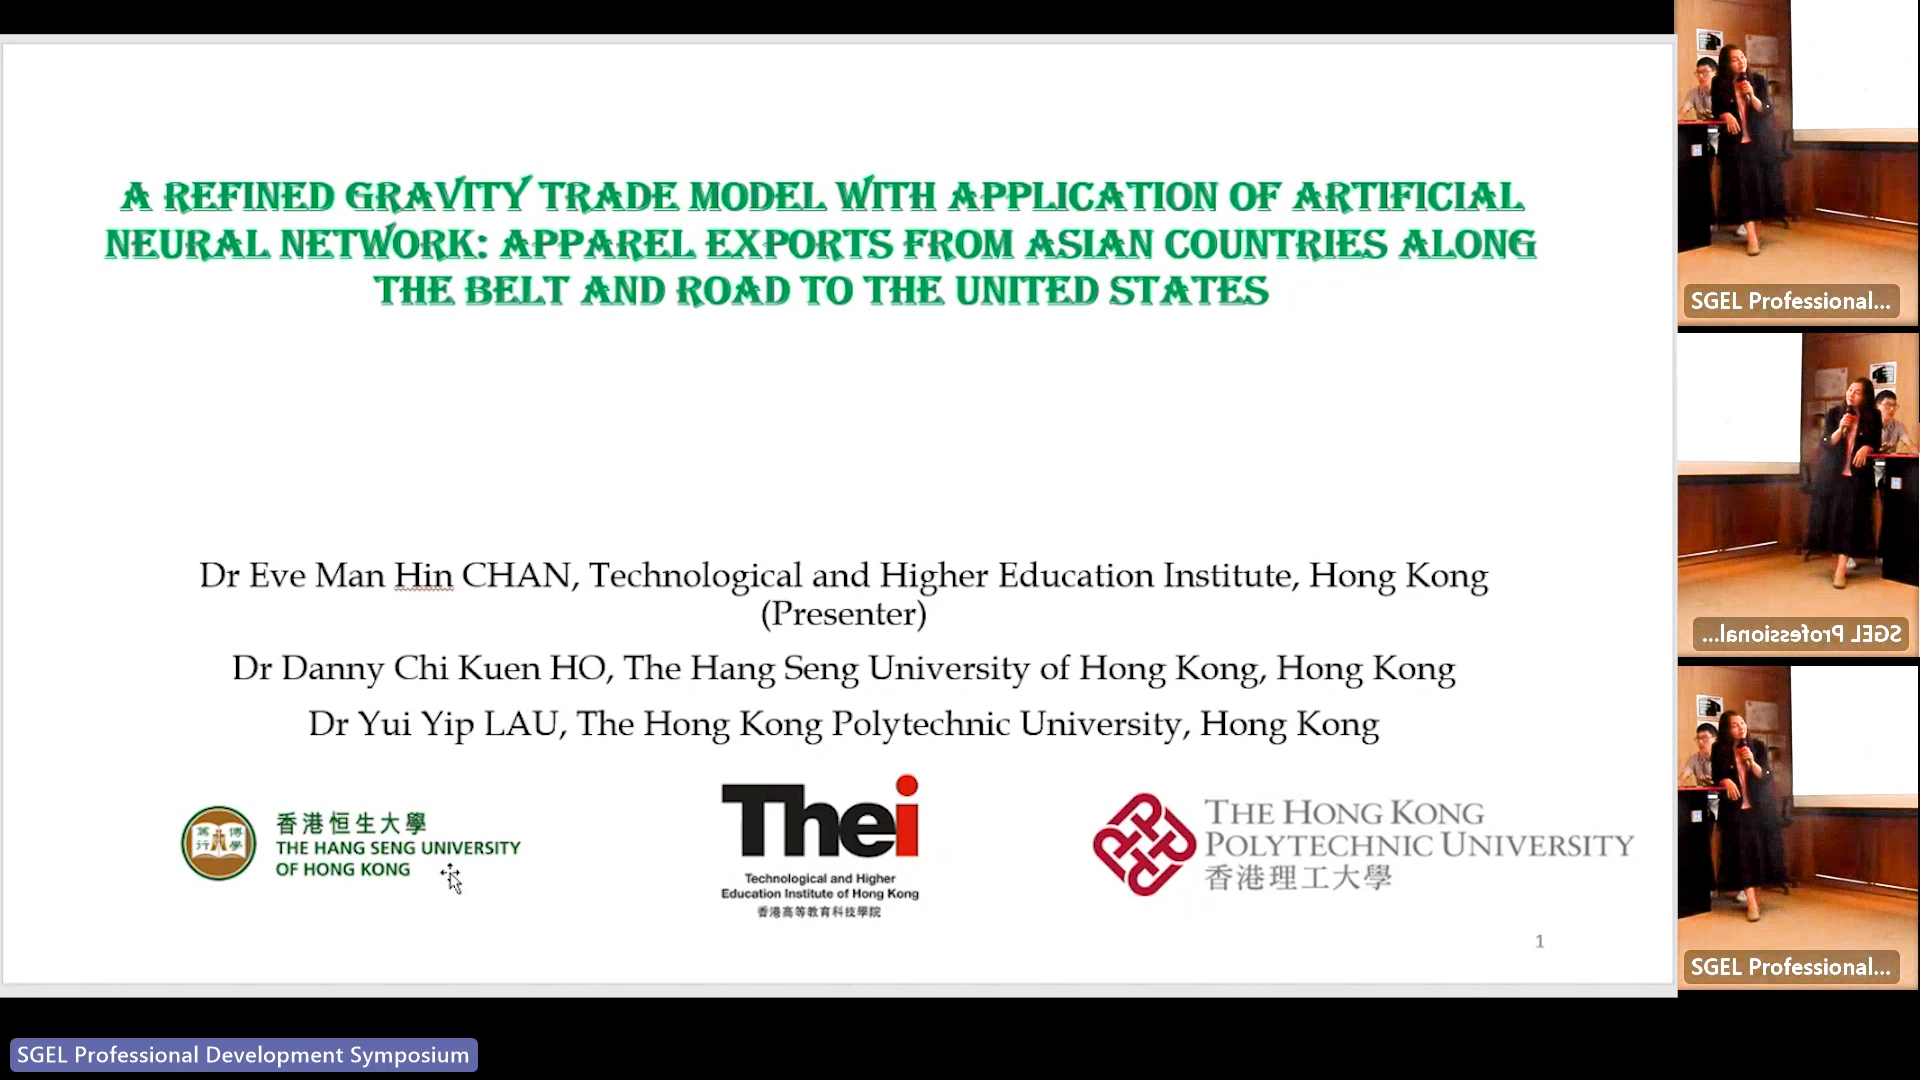 A REFINED GRAVITY TRADE MODEL WITH APPLICATION OF ARTIFICIAL
NEURAL NETWORK: APPAREL EXPORTS FROM ASIAN COUNTRIES ALONG
THE BELT AND ROAD TO THE UNITED STATES
Dr Eve Man Hin CHAN, Technological and Higher Education Institute, Hong Kong
(Presenter)
Dr Danny Chi Kuen HO, The Hang Seng University of Hong Kong, Hong Kong
Dr Yui Yip LAU, The Hong Kong Polytechnic University, Hong Kong
博學
篤行
香港恒生大學
THE HANG SENG UNIVERSITY
OF HONG KONG
Thei
Technological and Higher
Education Institute of Hong Kong
香港高等教育科技學院
THE HONG KONG
POLYTECHNIC UNIVERSITY
香港理工大學
1
SGEL Professional...
SGEL Professional...
SGEL Professional...
SGEL Professional Development Symposium